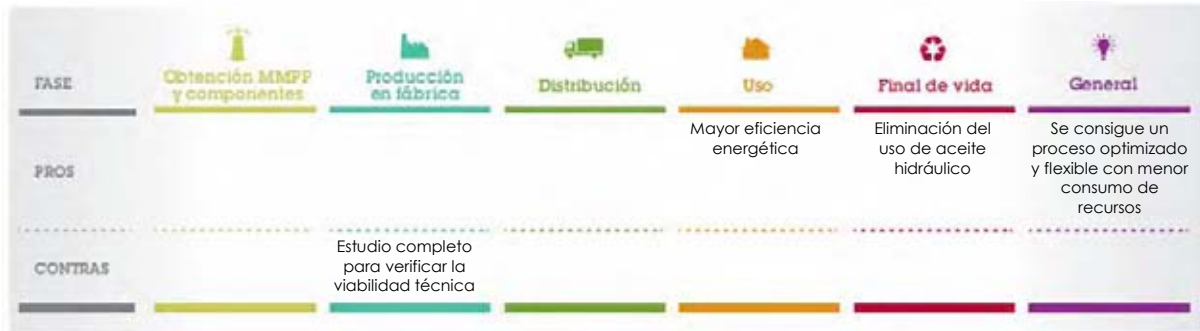 FASE
Obtención MMPP
y componentes
Producción
en fábrica
Distribución
Uso
Final de vida
General
PROS
Mayor eficiencia
energética
Eliminación del
uso de aceite
hidráulico
Se consigue un
proceso optimizado
y flexible con menor
consumo de
recursos
CONTRAS
Estudio completo
para verificar la
viabilidad técnica